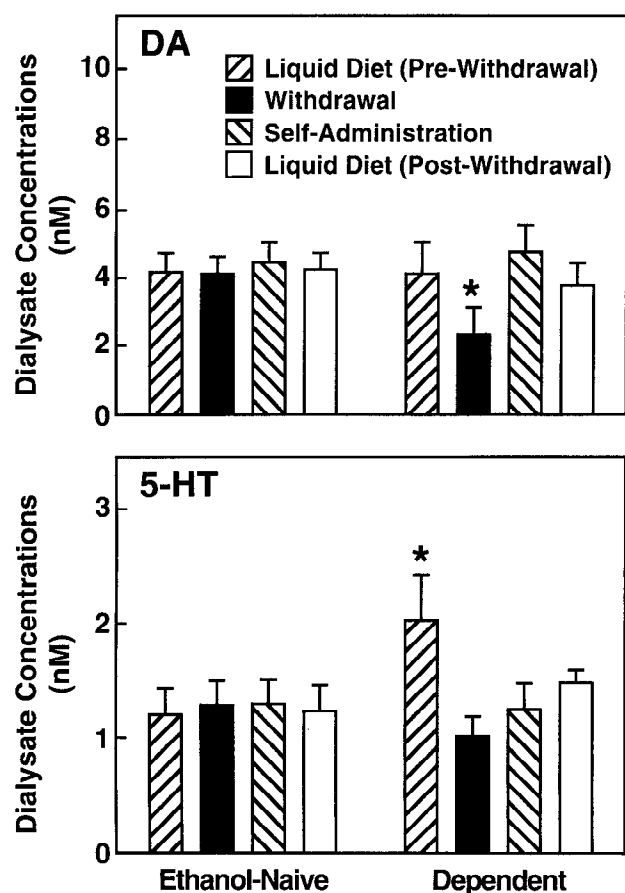 DA
Liquid Diet (Pre-Withdrawal)
Withdrawal
Self-Administration
Liquid Diet (Post-Withdrawal)
Dialysate Concentrations
(nM)
10
8
6
4
2
0
*
5-HT
Dialysate Concentrations
(nM)
3
2
1
0
*
Ethanol-Naive Dependent